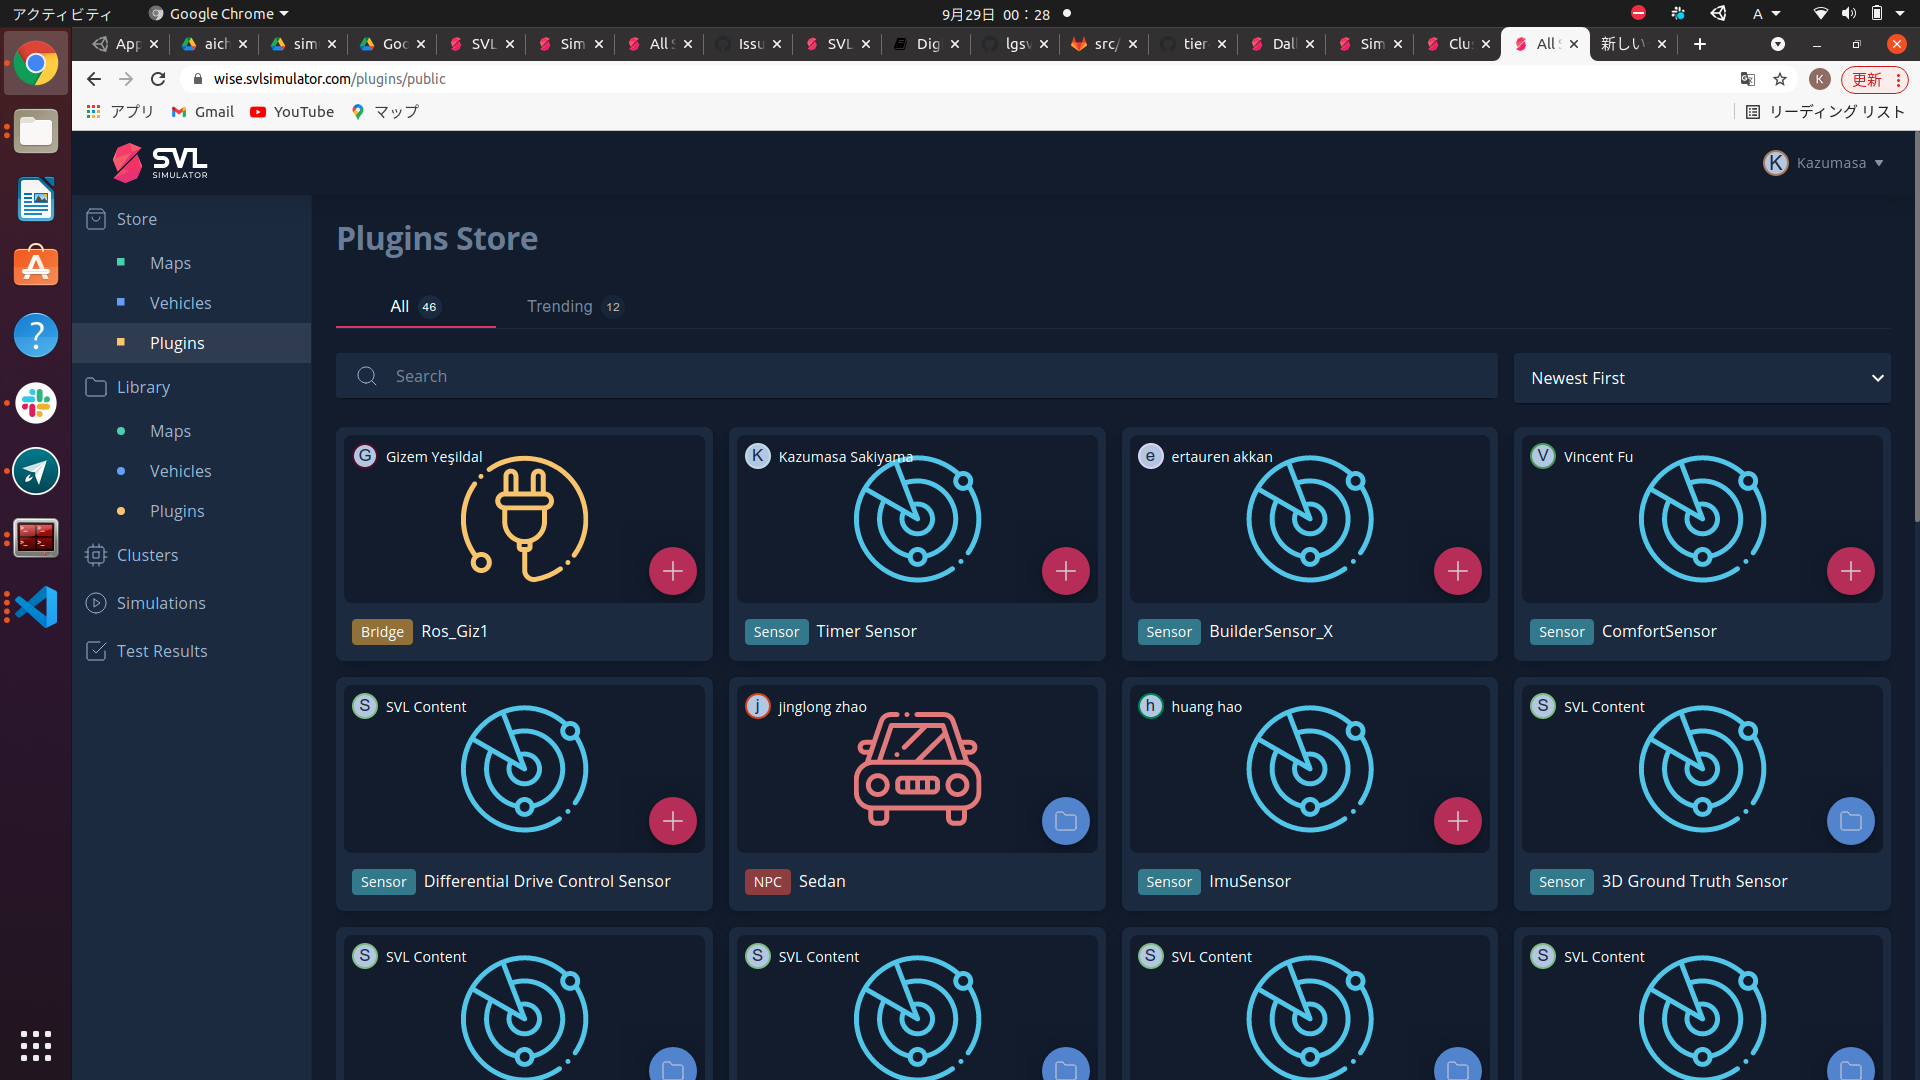 アクティビティ
Google Chrome
9月29日 00：28
A
App
aich
sim
Goo
SVL
Sim
All S
Issu
SVL
Dig
lgsv
src/
tier
Dall
Sim
Clus
All S
新しい
wise.svlsimulator.com/plugins/public
K
更新
アプリ
Gmail
YouTube
マップ
リーディング リスト
SVL
SIMULATOR
K
Kazumasa
Store
Maps
Vehicles
Plugins
Library
Maps
Vehicles
Plugins
Clusters
Simulations
Test Results
Plugins Store
All 46
Trending 12
Search
Newest First
G Gizem Yeşildal
Bridge Ros_Giz1
K Kazumasa Sakiyama
Sensor Timer Sensor
e ertauren akkan
Sensor BuilderSensor_X
V Vincent Fu
Sensor ComfortSensor
S SVL Content
Sensor Differential Drive Control Sensor
j jinglong zhao
NPC Sedan
h huang hao
Sensor ImuSensor
S SVL Content
Sensor 3D Ground Truth Sensor
S SVL Content
S SVL Content
S SVL Content
S SVL Content